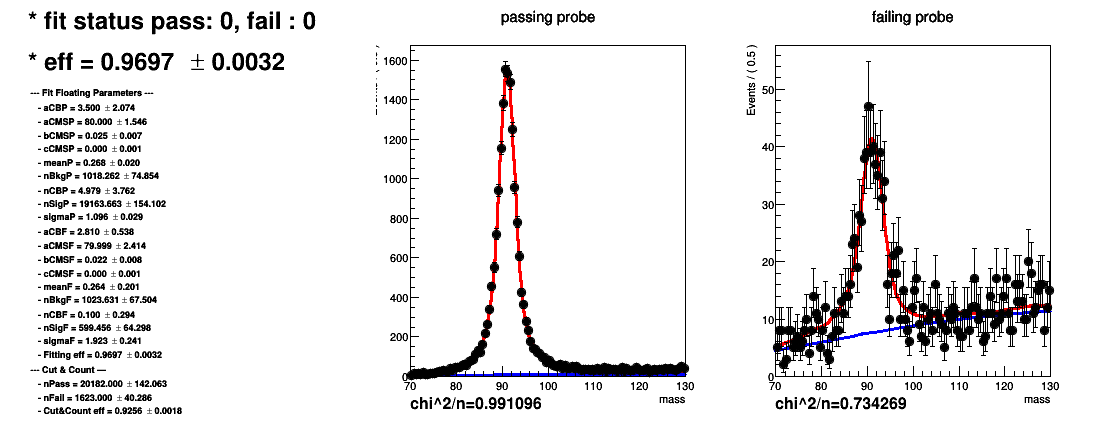 * fit status pass: 0, fail : 0
* eff = 0.9697 ± 0.0032
--- Fit Floating Parameters ---
- aCBP = 3.500 ± 2.074
- aCMSP = 80.000 ± 1.546
- bCMSP = 0.025 ± 0.007
- cCMSP = 0.000 ± 0.001
- meanP = 0.268 ± 0.020
- nBkgP = 1018.262 ± 74.854
- nCBP = 4.979 ± 3.762
- nSigP = 19163.663 ± 154.102
- sigmaP = 1.096 ± 0.029
- aCBF = 2.810 ± 0.538
- aCMSF = 79.999 ± 2.414
- bCMSF = 0.022 ± 0.008
- cCMSF = 0.000 ± 0.001
- meanF = 0.264 ± 0.201
- nBkgF = 1023.631 ± 67.504
- nCBF = 0.100 ± 0.294
- nSigF = 599.456 ± 64.298
- sigmaF = 1.923 ± 0.241
- Fitting eff = 0.9697 ± 0.0032
--- Cut & Count ---
- nPass = 20182.000 ± 142.063
- nFail = 1623.000 ± 40.286
- Cut&Count eff = 0.9256 ± 0.0018
passing probe
1600
1400
1200
1000
800
600
400
200
0
70 80 90 100 110 120 130
mass
chi^2/n=0.991096
failing probe
Events / ( 0.5 )
50
40
30
20
10
0
70 80 90 100 110 120 130
mass
chi^2/n=0.734269